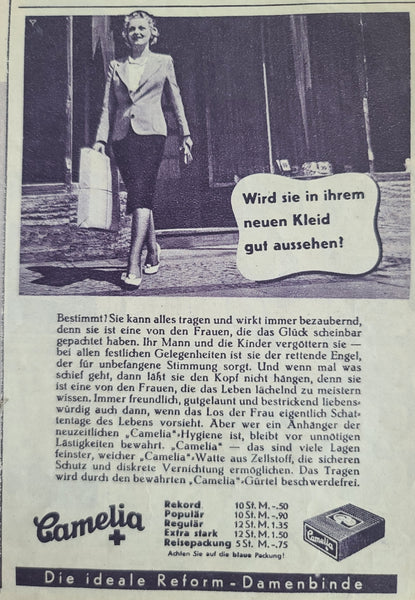 Wird sie in ihrem
neuen Kleid
gut aussehen?
Bestimmt? Sie kann alles tragen und wirkt immer bezaubernd,
denn sie ist eine von den Frauen, die das Glück scheinbar
gepachtet haben. Ihr Mann und die Kinder vergöttern sie —
bei allen festlichen Gelegenheiten ist sie der rettende Engel,
der für unbefangene Stimmung sorgt. Und wenn mal was
schief geht, dann läßt sie den Kopf nicht hängen, denn sie
ist eine von den Frauen, die das Leben lächelnd zu meistern
wissen. Immer freundlich, gutgelaunt und bestrickend liebens-
würdig auch dann, wenn das Los der Frau eigentlich Schat-
tentage des Lebens vorsieht. Aber wer ein Anhänger der
neuzeitlichen „Camelia"-Hygiene ist, bleibt vor unnötigen
Lästigkeiten bewahrt. „Camelia" — das sind viele Lagen
feinster, weicher „Camelia"-Watte aus Zellstoff, die sicheren
Schutz und diskrete Vernichtung ermöglichen. Das Tragen
wird durch den bewährten „Camelia"-Gürtel beschwerdefrei.
Camelia
Rekord 10 St. M. -.50
Populär 10 St. M. -.90
Regulär 12 St. M. 1.35
Extra stark 12 St. M. 1.50
Reisepackung 5 St. M. -.75
Achten Sie auf die blaue Packung!
Camelia
Die ideale Reform-Damenbinde